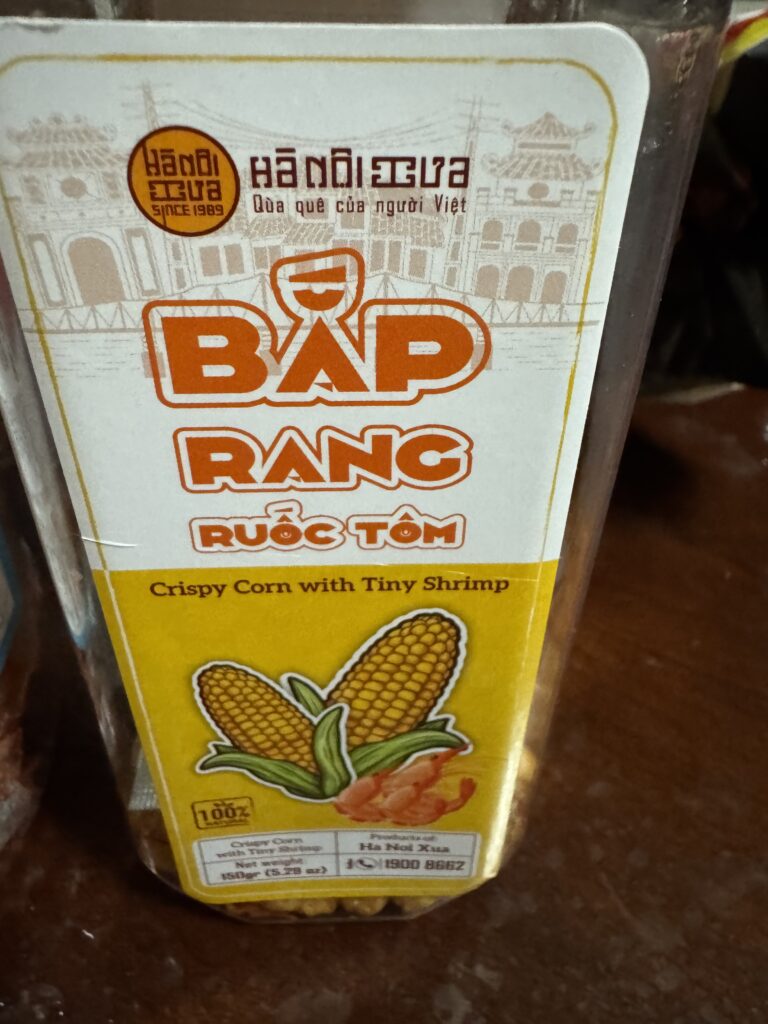 Hà nội
xưa
SINCE 1989
Hà nội xưa
Qùa quê của người Việt
BẮP
RANG
RUỐC TÔM
Crispy Corn with Tiny Shrimp
100%
NATURAL
Crispy Corn
with Tiny Shrimp
Net weight:
150gr (5.29 oz)
Products of:
Ha Noi Xua
1900 8662